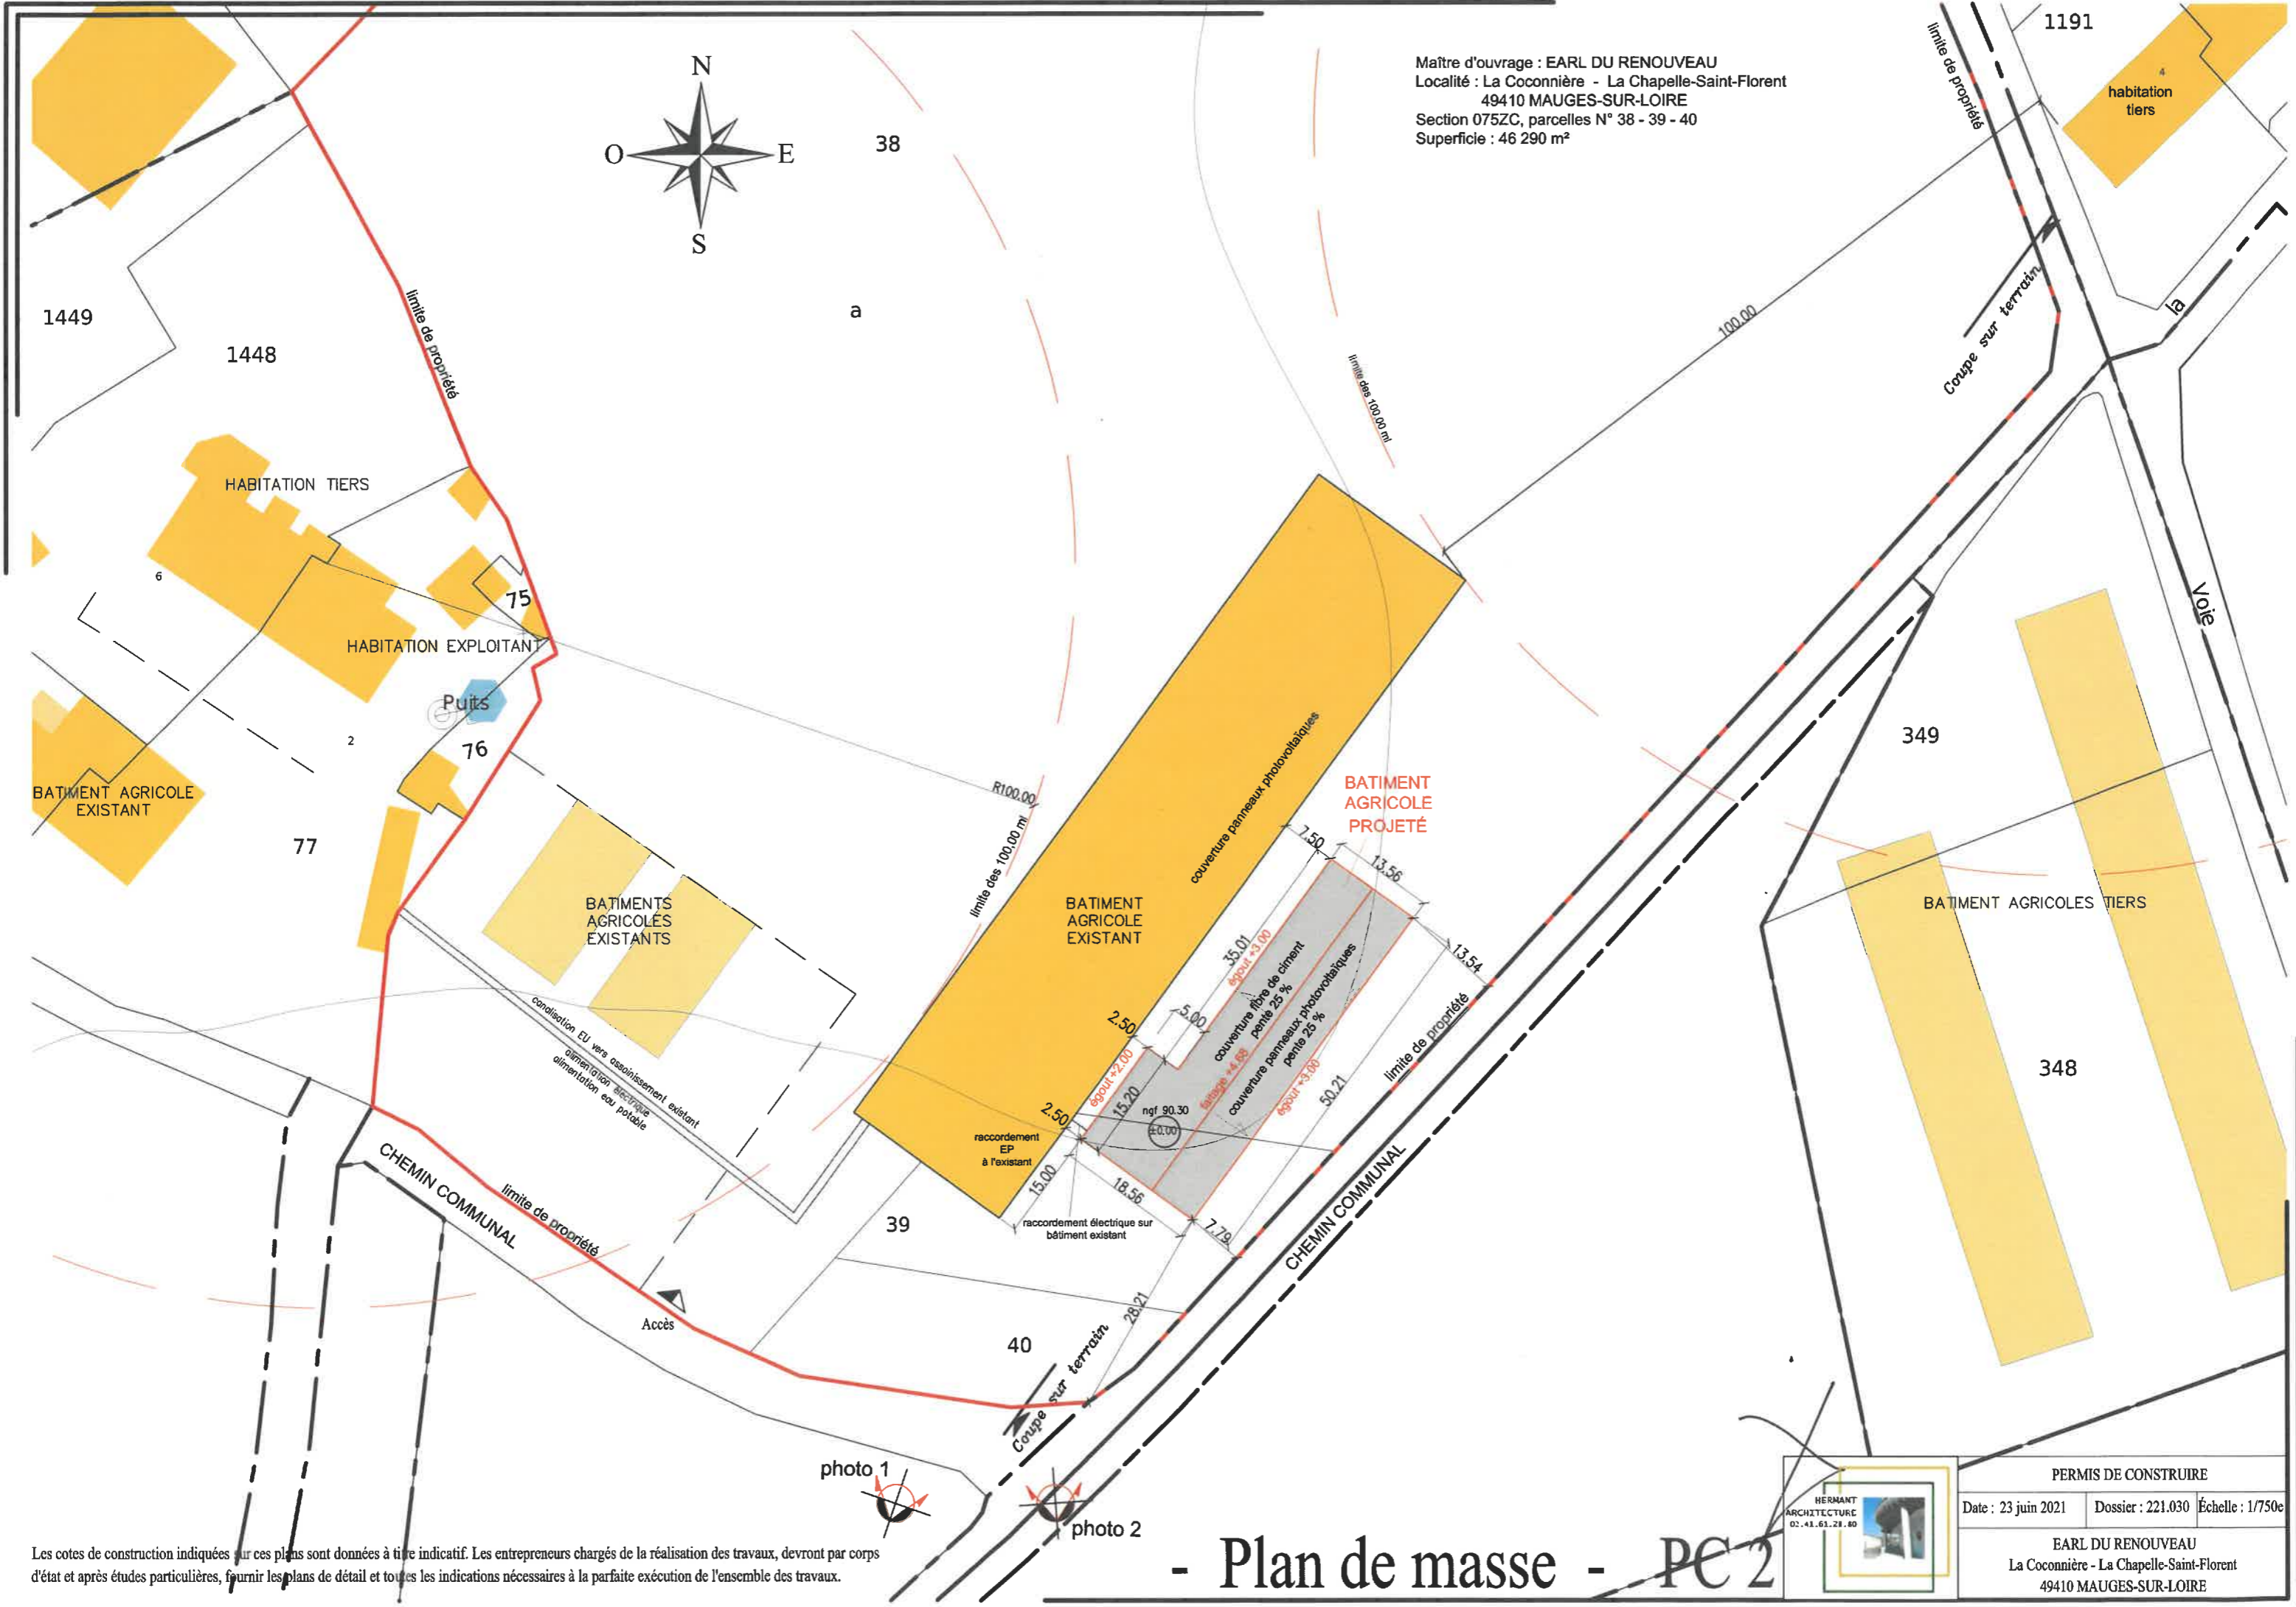 1191
limite de propriété
4
habitation
tiers
Maître d'ouvrage : EARL DU RENOUVEAU
Localité : La Coconnière - La Chapelle-Saint-Florent
49410 MAUGES-SUR-LOIRE
Section 075ZC, parcelles N° 38 - 39 - 40
Superficie : 46 290 m²
N
O
E
S
38
a
1449
1448
limite de propriété
100.00
Coupe sur terrain
la
Voie
limite des 100.00 ml
HABITATION TIERS
6
75
HABITATION EXPLOITANT
Puits
2
76
BATIMENT AGRICOLE
EXISTANT
77
R100.00
limite des 100.00 ml
couverture panneaux photovoltaïques
BATIMENT
AGRICOLE
PROJETÉ
349
BATIMENTS
AGRICOLES
EXISTANTS
BATIMENT
AGRICOLE
EXISTANT
BATIMENT AGRICOLES TIERS
348
7.50
13.56
35.01
égout +3.00
13.54
couverture fibre de ciment
pente 25 %
couverture panneaux photovoltaïques
pente 25 %
faîtage +4.68
égout +3.00
50.21
limite de propriété
2.50
5.00
égout +2.00
15.20
2.50
ngf 90.30
±0.00
raccordement
EP
à l'existant
15.00
18.56
7.79
raccordement électrique sur
bâtiment existant
28.21
canalisation EU vers assainissement existant
alimentation électrique
alimentation eau potable
CHEMIN COMMUNAL
limite de propriété
CHEMIN COMMUNAL
39
40
Accès
Coupe sur terrain
photo 1
photo 2
Les cotes de construction indiquées sur ces plans sont données à titre indicatif. Les entrepreneurs chargés de la réalisation des travaux, devront par corps
d'état et après études particulières, fournir les plans de détail et toutes les indications nécessaires à la parfaite exécution de l'ensemble des travaux.
- Plan de masse - PC 2
HERMANT
ARCHITECTURE
02.41.61.28.80
PERMIS DE CONSTRUIRE
Date : 23 juin 2021
Dossier : 221.030
Échelle : 1/750e
EARL DU RENOUVEAU
La Coconnière - La Chapelle-Saint-Florent
49410 MAUGES-SUR-LOIRE